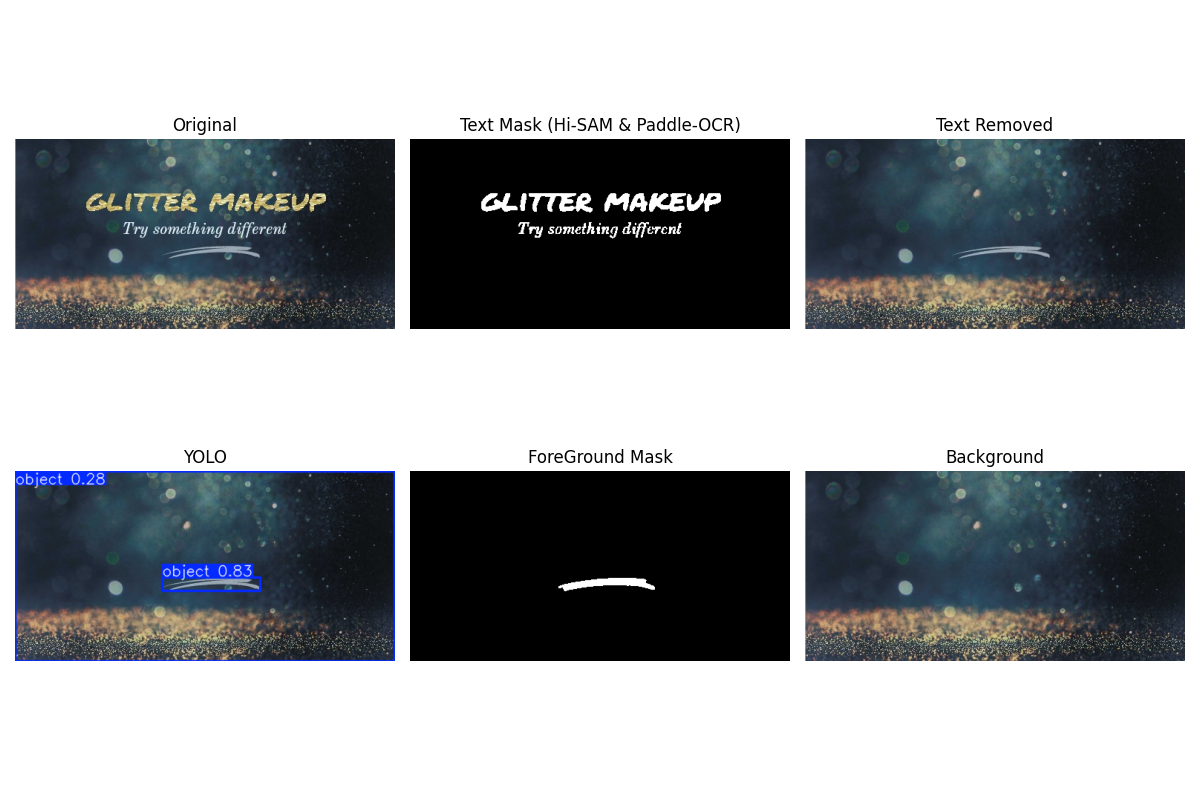 Original
GLITTER MAKEUP
Try something different
Text Mask (Hi-SAM & Paddle-OCR)
GLITTER MAKEUP
Try something different
Text Removed
YOLO
object 0.28
object 0.83
ForeGround Mask
Background